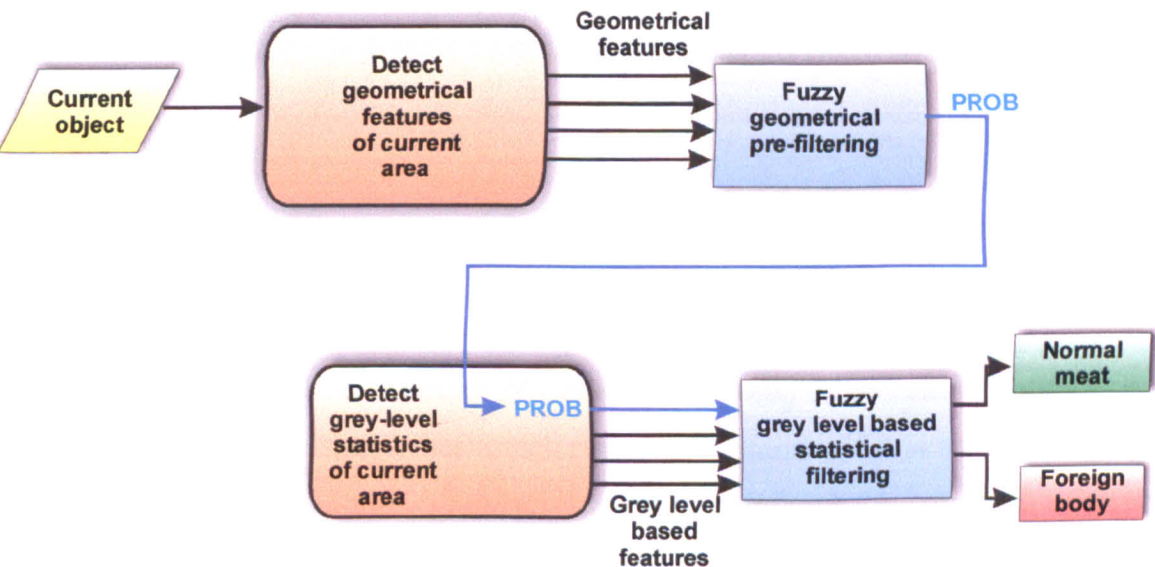 Geometrical
features
Current
object
Detect
geometrical
features
of current
area
Fuzzy
geometrical
pre-filtering
PROB
Detect
grey-level
statistics
of current
area
PROB
Grey level
based
features
Fuzzy
grey level based
statistical
filtering
Normal
meat
Foreign
body